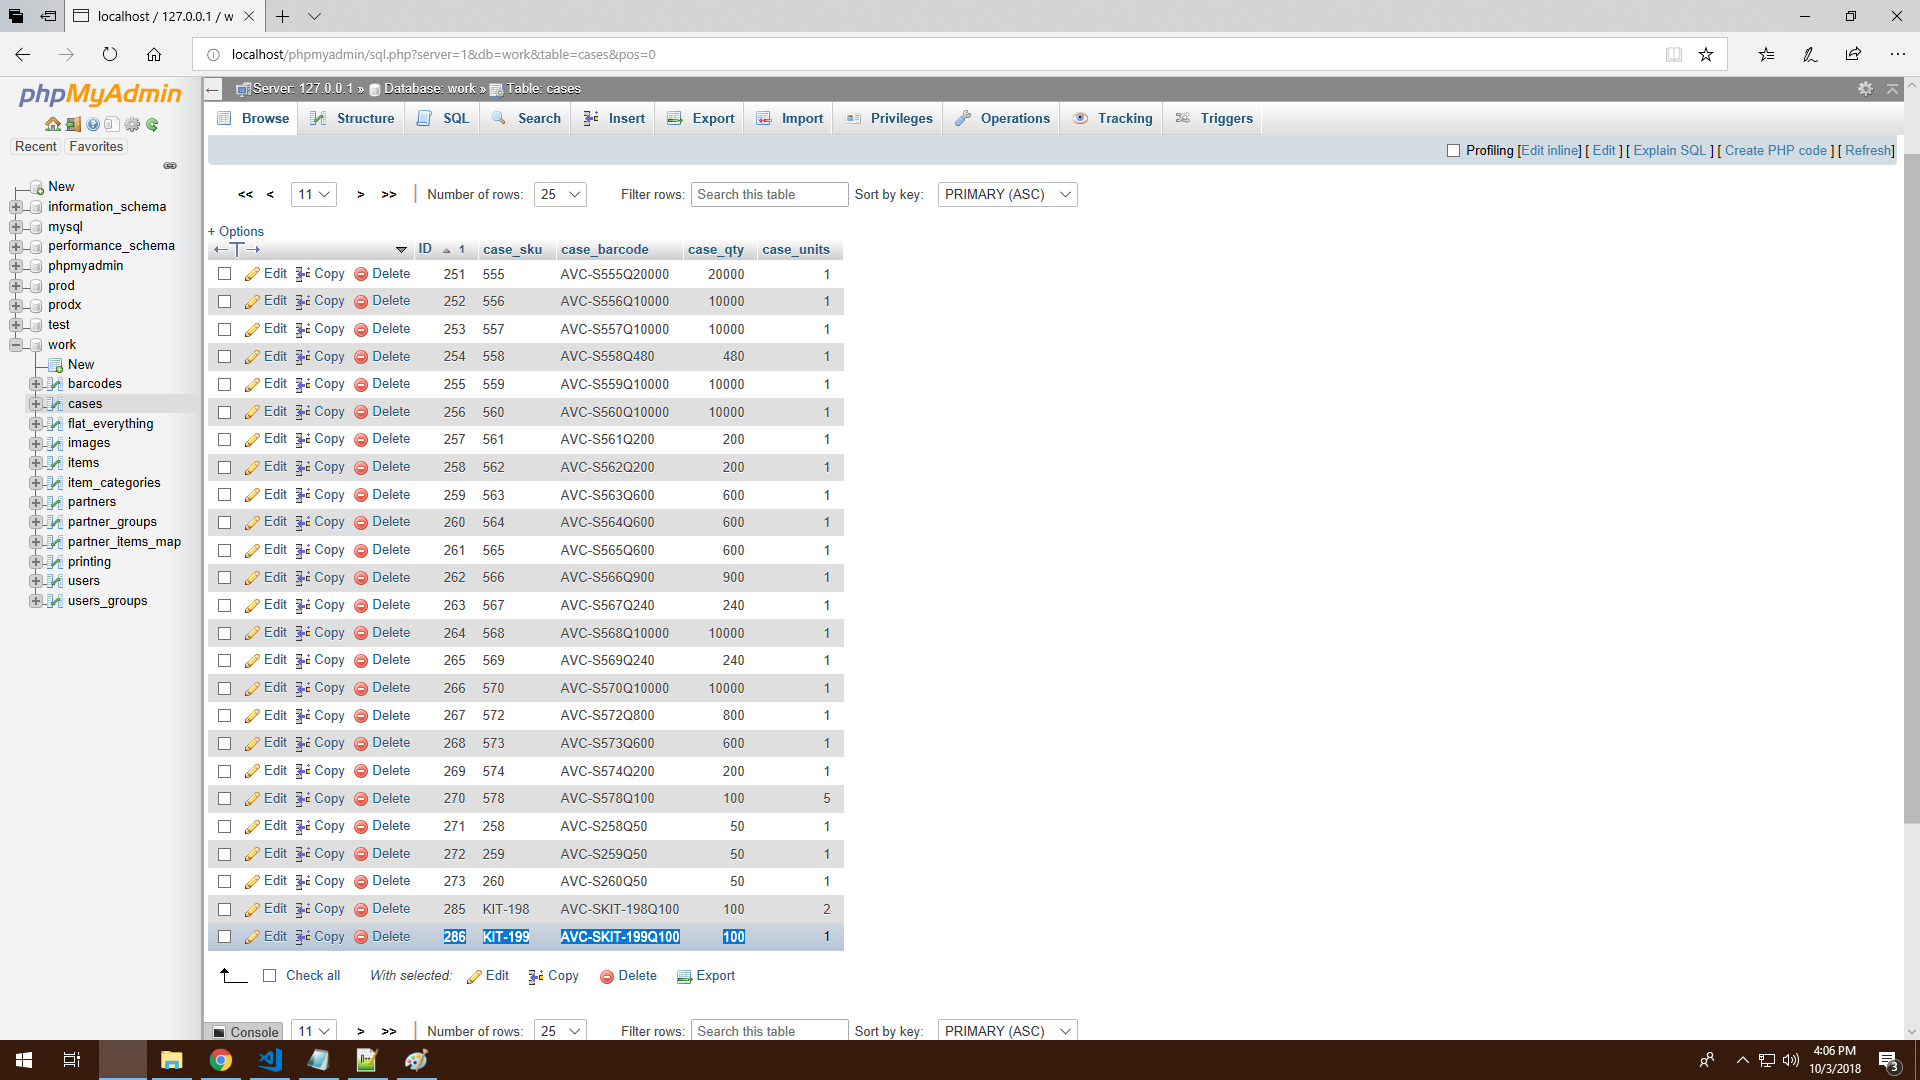 localhost / 127.0.0.1 / w
localhost/phpmyadmin/sql.php?server=1&db=work&table=cases&pos=0
phpMyAdmin
Recent Favorites
New
information_schema
mysql
performance_schema
phpmyadmin
prod
prodx
test
work
New
barcodes
cases
flat_everything
images
items
item_categories
partners
partner_groups
partner_items_map
printing
users
users_groups
Server: 127.0.0.1 » Database: work » Table: cases
Browse Structure SQL Search Insert Export Import Privileges Operations Tracking Triggers
Profiling [Edit inline] [ Edit ] [ Explain SQL ] [ Create PHP code ] [ Refresh]
<< < 11 > >> | Number of rows: 25 Filter rows: Search this table Sort by key: PRIMARY (ASC)
+ Options
←T→ ID 1 case_sku case_barcode case_qty case_units
Edit Copy Delete 251 555 AVC-S555Q20000 20000 1
Edit Copy Delete 252 556 AVC-S556Q10000 10000 1
Edit Copy Delete 253 557 AVC-S557Q10000 10000 1
Edit Copy Delete 254 558 AVC-S558Q480 480 1
Edit Copy Delete 255 559 AVC-S559Q10000 10000 1
Edit Copy Delete 256 560 AVC-S560Q10000 10000 1
Edit Copy Delete 257 561 AVC-S561Q200 200 1
Edit Copy Delete 258 562 AVC-S562Q200 200 1
Edit Copy Delete 259 563 AVC-S563Q600 600 1
Edit Copy Delete 260 564 AVC-S564Q600 600 1
Edit Copy Delete 261 565 AVC-S565Q600 600 1
Edit Copy Delete 262 566 AVC-S566Q900 900 1
Edit Copy Delete 263 567 AVC-S567Q240 240 1
Edit Copy Delete 264 568 AVC-S568Q10000 10000 1
Edit Copy Delete 265 569 AVC-S569Q240 240 1
Edit Copy Delete 266 570 AVC-S570Q10000 10000 1
Edit Copy Delete 267 572 AVC-S572Q800 800 1
Edit Copy Delete 268 573 AVC-S573Q600 600 1
Edit Copy Delete 269 574 AVC-S574Q200 200 1
Edit Copy Delete 270 578 AVC-S578Q100 100 5
Edit Copy Delete 271 258 AVC-S258Q50 50 1
Edit Copy Delete 272 259 AVC-S259Q50 50 1
Edit Copy Delete 273 260 AVC-S260Q50 50 1
Edit Copy Delete 285 KIT-198 AVC-SKIT-198Q100 100 2
Edit Copy Delete 286 KIT-199 AVC-SKIT-199Q100 100 1
Check all With selected: Edit Copy Delete Export
Console 11 > >> | Number of rows: 25 Filter rows: Search this table Sort by key: PRIMARY (ASC)
4:06 PM
10/3/2018
3